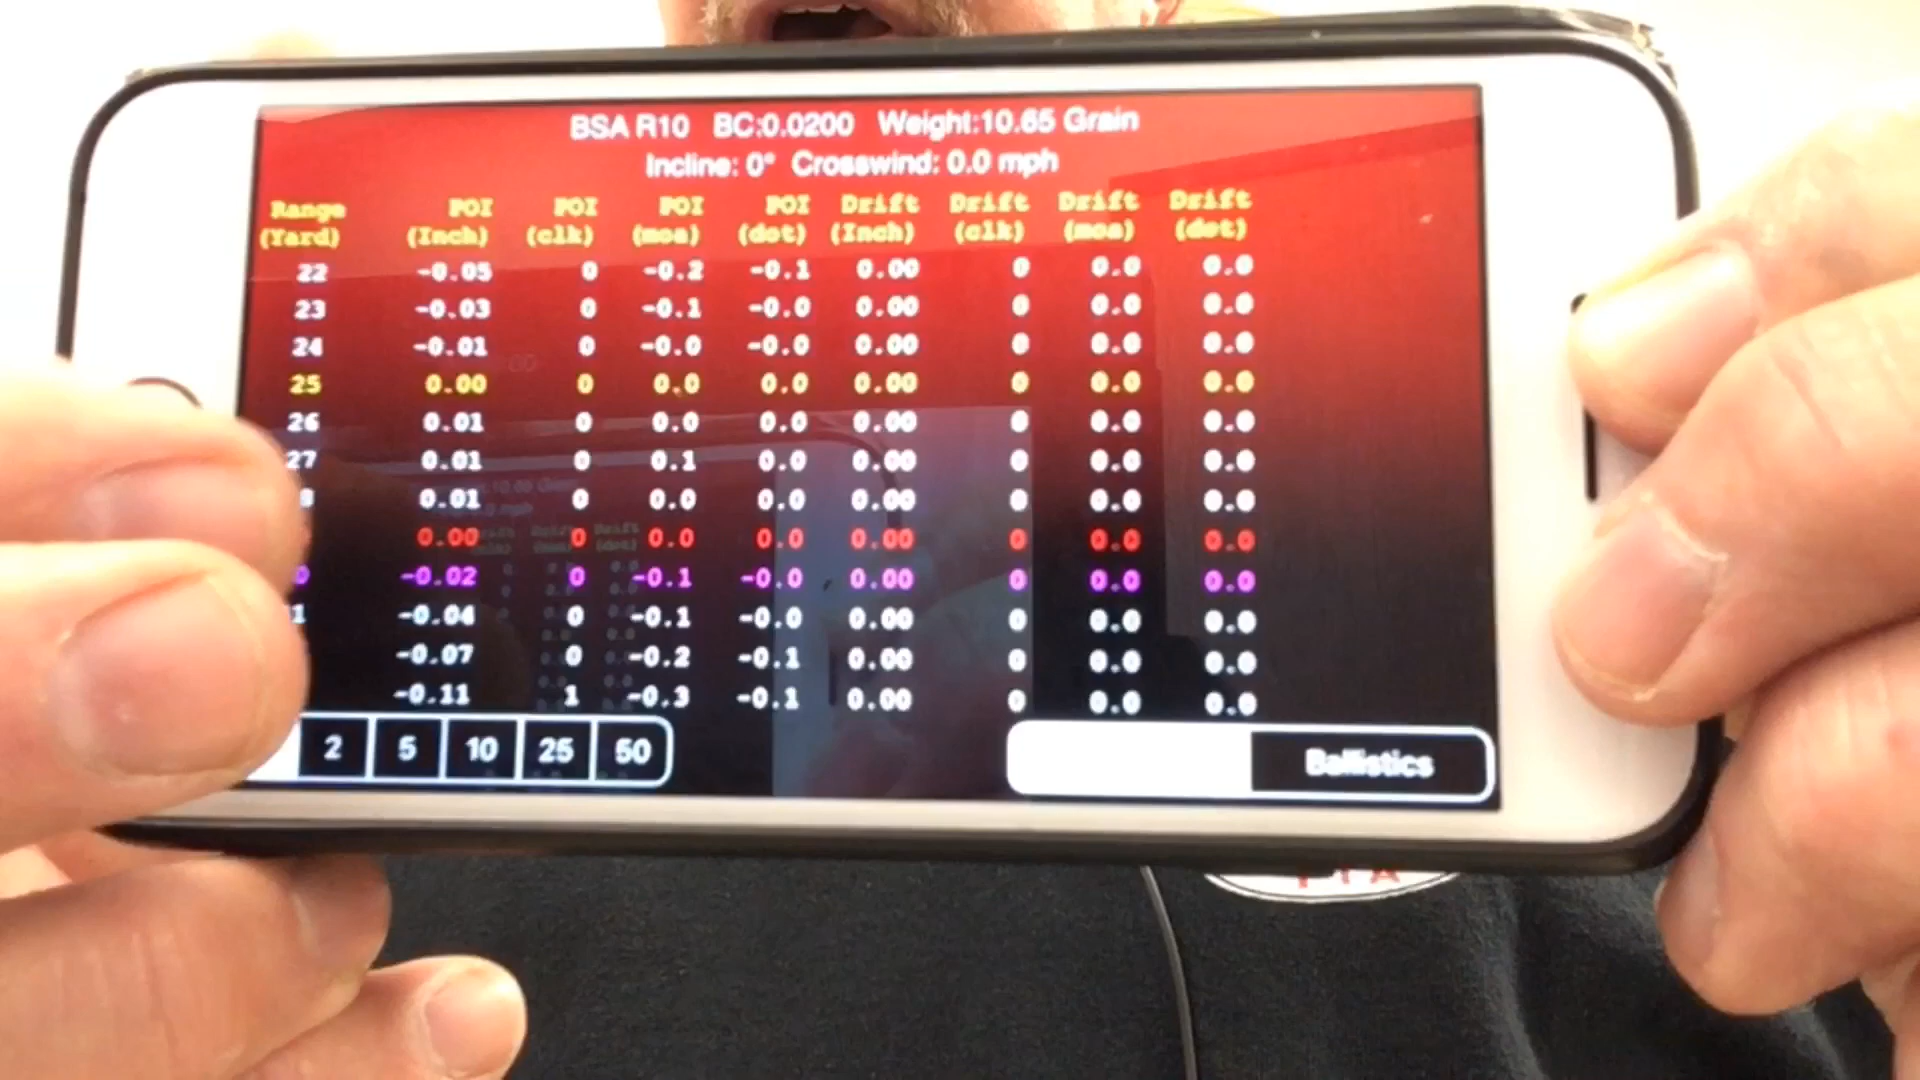 BSA R10 BC:0.0200 Weight:10.65 Grain
Incline: 0° Crosswind: 0.0 mph
Range POI POI POI POI Drift Drift Drift Drift
(Yard) (Inch) (clk) (moa) (dot) (Inch) (clk) (moa) (dot)
22 -0.05 0 -0.2 -0.1 0.00 0 0.0 0.0
23 -0.03 0 -0.1 -0.0 0.00 0 0.0 0.0
24 -0.01 0 -0.0 -0.0 0.00 0 0.0 0.0
25 0.00 0 0.0 0.0 0.00 0 0.0 0.0
26 0.01 0 0.0 0.0 0.00 0 0.0 0.0
27 0.01 0 0.1 0.0 0.00 0 0.0 0.0
8 0.01 0 0.0 0.0 0.00 0 0.0 0.0
0.00 0 0.0 0.0 0.00 0 0.0 0.0
0 -0.02 0 -0.1 -0.0 0.00 0 0.0 0.0
1 -0.04 0 -0.1 -0.0 0.00 0 0.0 0.0
-0.07 0 -0.2 -0.1 0.00 0 0.0 0.0
-0.11 1 -0.3 -0.1 0.00 0 0.0 0.0
2 5 10 25 50 Ballistics